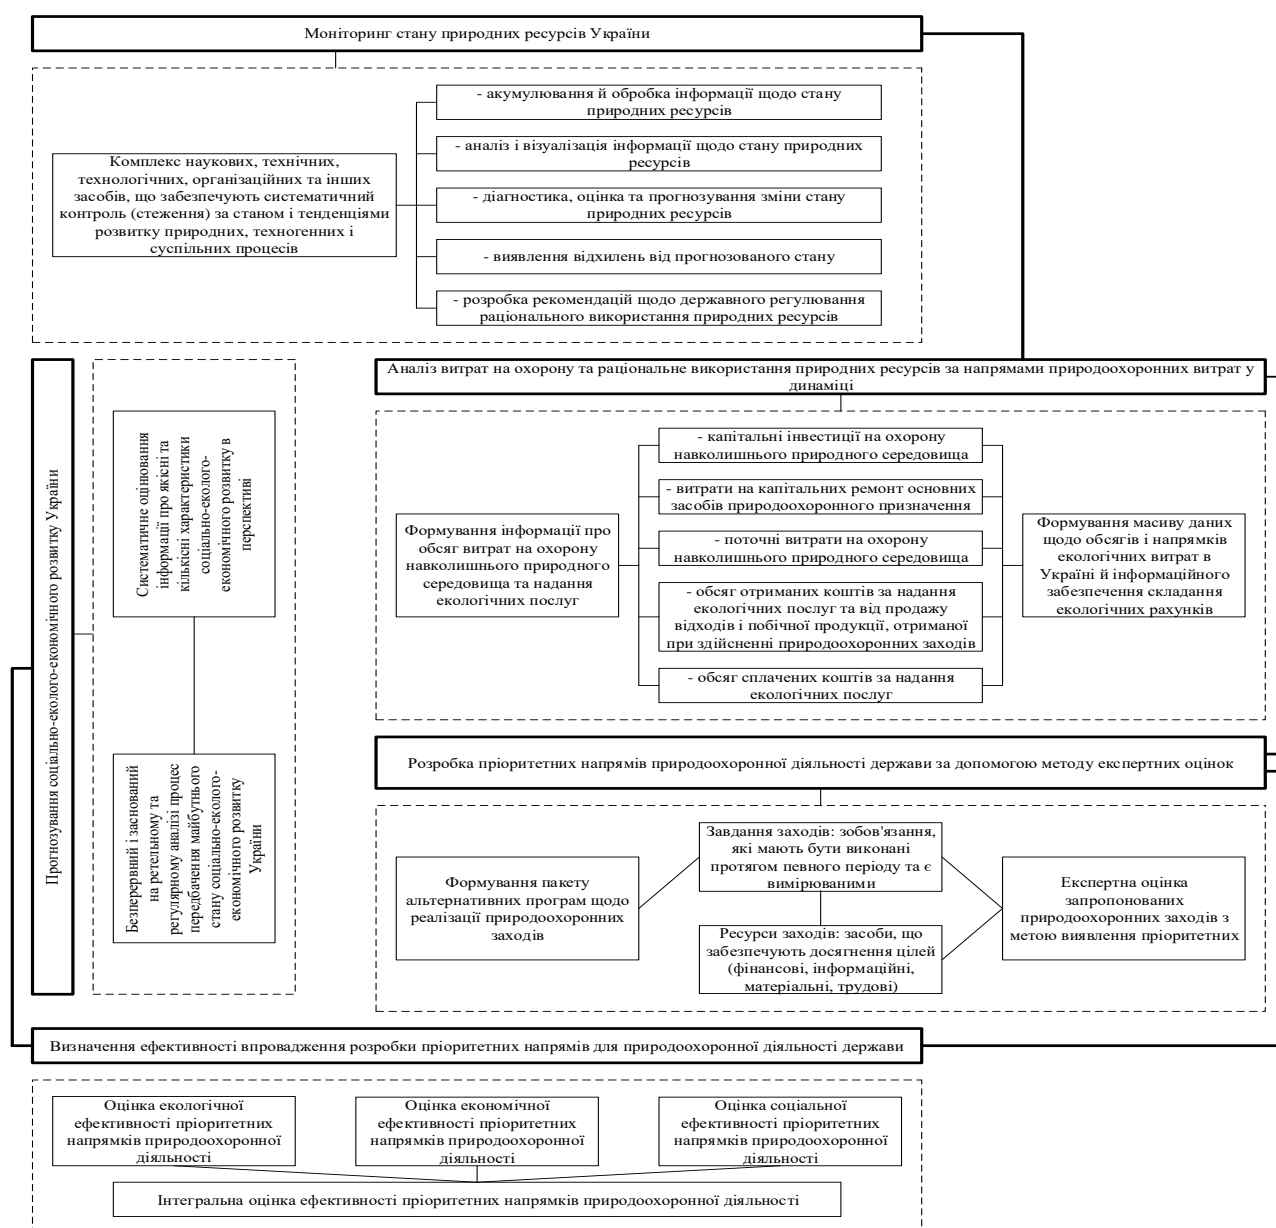 Моніторинг стану природних ресурсів України
Комплекс наукових, технічних,
технологічних, організаційних та інших
засобів, що забезпечують систематичний
контроль (стеження) за станом і тенденціями
розвитку природних, техногенних і
суспільних процесів
- акумулювання й обробка інформації щодо стану
природних ресурсів
- аналіз і візуалізація інформації щодо стану природних
ресурсів
- діагностика, оцінка та прогнозування зміни стану
природних ресурсів
- виявлення відхилень від прогнозованого стану
- розробка рекомендацій щодо державного регулювання
раціонального використання природних ресурсів
Прогнозування соціально-еколого-економічного розвитку України
Систематичне оцінювання
інформації про якісні та
кількісні характеристики
соціально-еколого-
економічного розвитку в
перспективі
Безперервний і заснований
на ретельному та
регулярному аналізі процес
передбачення майбутнього
стану соціально-еколого-
економічного розвитку
України
Аналіз витрат на охорону та раціональне використання природних ресурсів за напрямами природоохоронних витрат у
динаміці
Формування інформації про
обсяг витрат на охорону
навколишнього природного
середовища та надання
екологічних послуг
- капітальні інвестиції на охорону
навколишнього природного середовища
- витрати на капітальних ремонт основних
засобів природоохоронного призначення
- поточні витрати на охорону
навколишнього природного середовища
- обсяг отриманих коштів за надання
екологічних послуг та від продажу
відходів і побічної продукції, отриманої
при здійсненні природоохоронних заходів
- обсяг сплачених коштів за надання
екологічних послуг
Формування масиву даних
щодо обсягів і напрямків
екологічних витрат в
Україні й інформаційного
забезпечення складання
екологічних рахунків
Розробка пріоритетних напрямів природоохоронної діяльності держави за допомогою методу експертних оцінок
Формування пакету
альтернативних програм щодо
реалізації природоохоронних
заходів
Завдання заходів: зобов'язання,
які мають бути виконані
протягом певного періоду та є
вимірюваними
Ресурси заходів: засоби, що
забезпечують досягнення цілей
(фінансові, інформаційні,
матеріальні, трудові)
Експертна оцінка
запропонованих
природоохоронних заходів з
метою виявлення пріоритетних
Визначення ефективності впровадження розробки пріоритетних напрямів для природоохоронної діяльності держави
Оцінка екологічної
ефективності пріоритетних
напрямків природоохоронної
діяльності
Оцінка економічної
ефективності пріоритетних
напрямків природоохоронної
діяльності
Оцінка соціальної
ефективності пріоритетних
напрямків природоохоронної
діяльності
Інтегральна оцінка ефективності пріоритетних напрямків природоохоронної діяльності